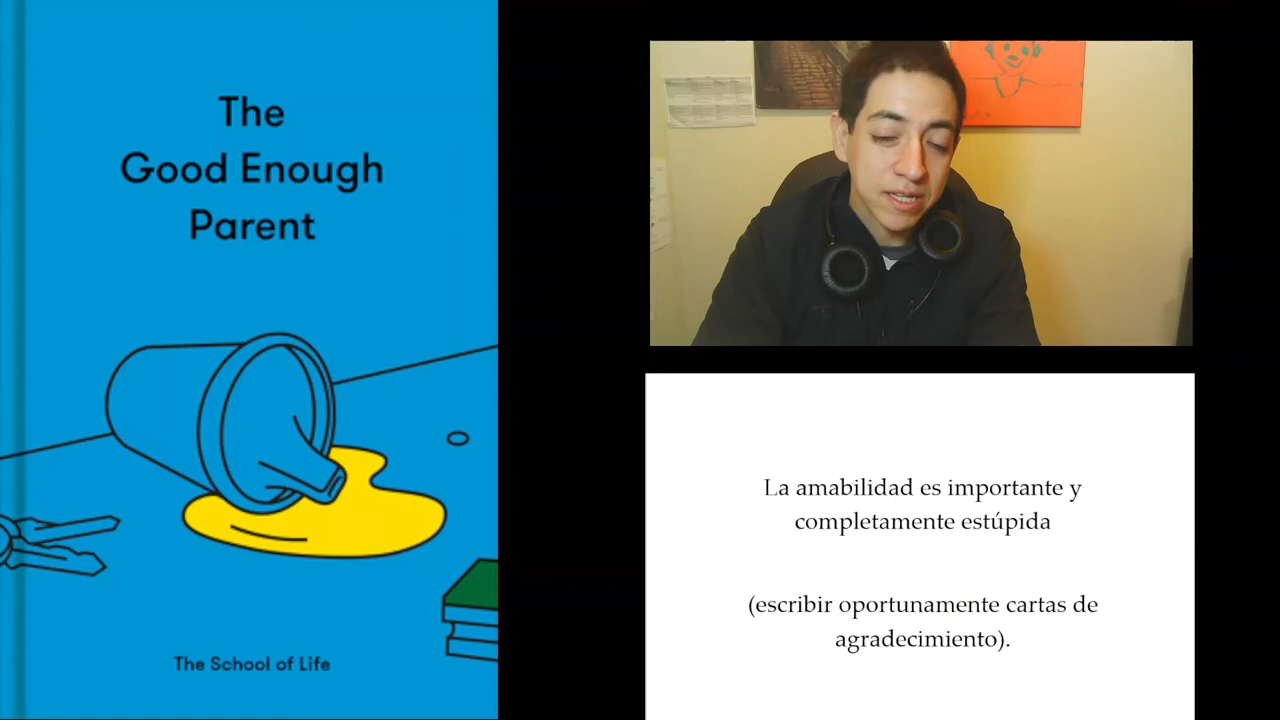 The
Good Enough
Parent
The School of Life
La amabilidad es importante y
completamente estúpida
(escribir oportunamente cartas de
agradecimiento).